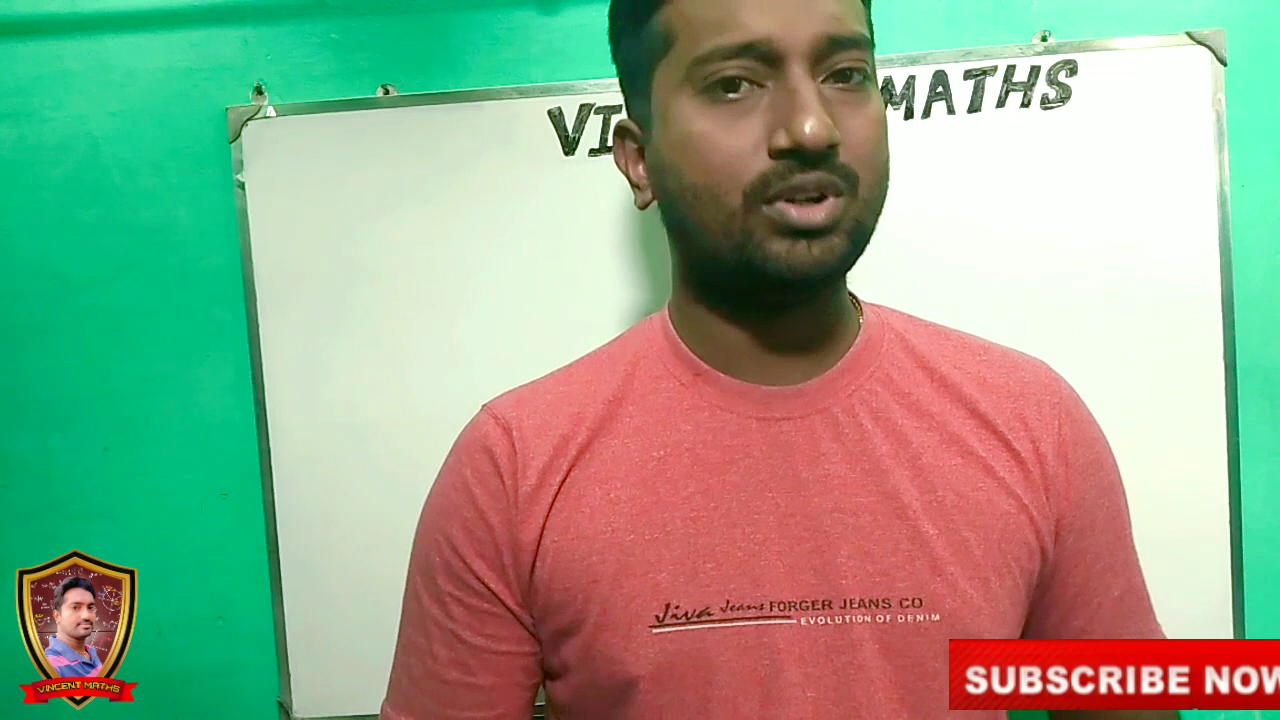 VI MATHS
Jiva Jeans FORGER JEANS CO
EVOLUTION OF DENIM
VINCENT MATHS
SUBSCRIBE NOW